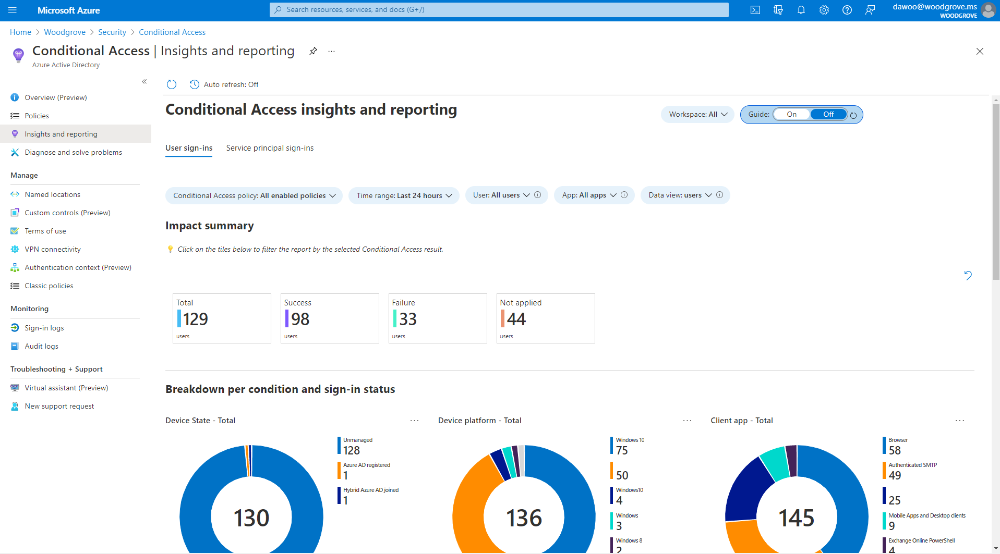 Microsoft Azure
Search resources, services, and docs (G+/)
dawoo@woodgrove.ms
WOODGROVE
Home > Woodgrove > Security > Conditional Access
Conditional Access | Insights and reporting
Azure Active Directory
Overview (Preview)
Policies
Insights and reporting
Diagnose and solve problems
Manage
Named locations
Custom controls (Preview)
Terms of use
VPN connectivity
Authentication context (Preview)
Classic policies
Monitoring
Sign-in logs
Audit logs
Troubleshooting + Support
Virtual assistant (Preview)
New support request
Auto refresh: Off
Conditional Access insights and reporting
Workspace: All
Guide: On Off
User sign-ins Service principal sign-ins
Conditional Access policy: All enabled policies Time range: Last 24 hours User: All users App: All apps Data view: users
Impact summary
Click on the tiles below to filter the report by the selected Conditional Access result.
Total
129
users
Success
98
users
Failure
33
users
Not applied
44
users
Breakdown per condition and sign-in status
Device State - Total
130
Unmanaged
128
Azure AD registered
1
Hybrid Azure AD joined
1
Device platform - Total
136
Windows 10
75
50
Windows10
4
Windows
3
Windows 8
2
Client app - Total
145
Browser
58
Authenticated SMTP
49
25
Mobile Apps and Desktop clients
9
Exchange Online PowerShell
4